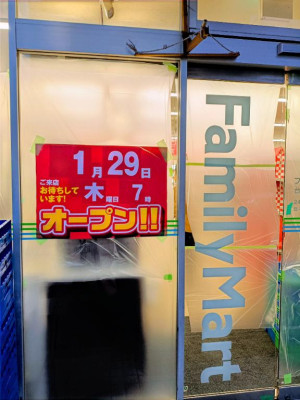 1月29日
ご来店
お待ちして
います!
木曜日 7時
オープン!!
FamilyMart